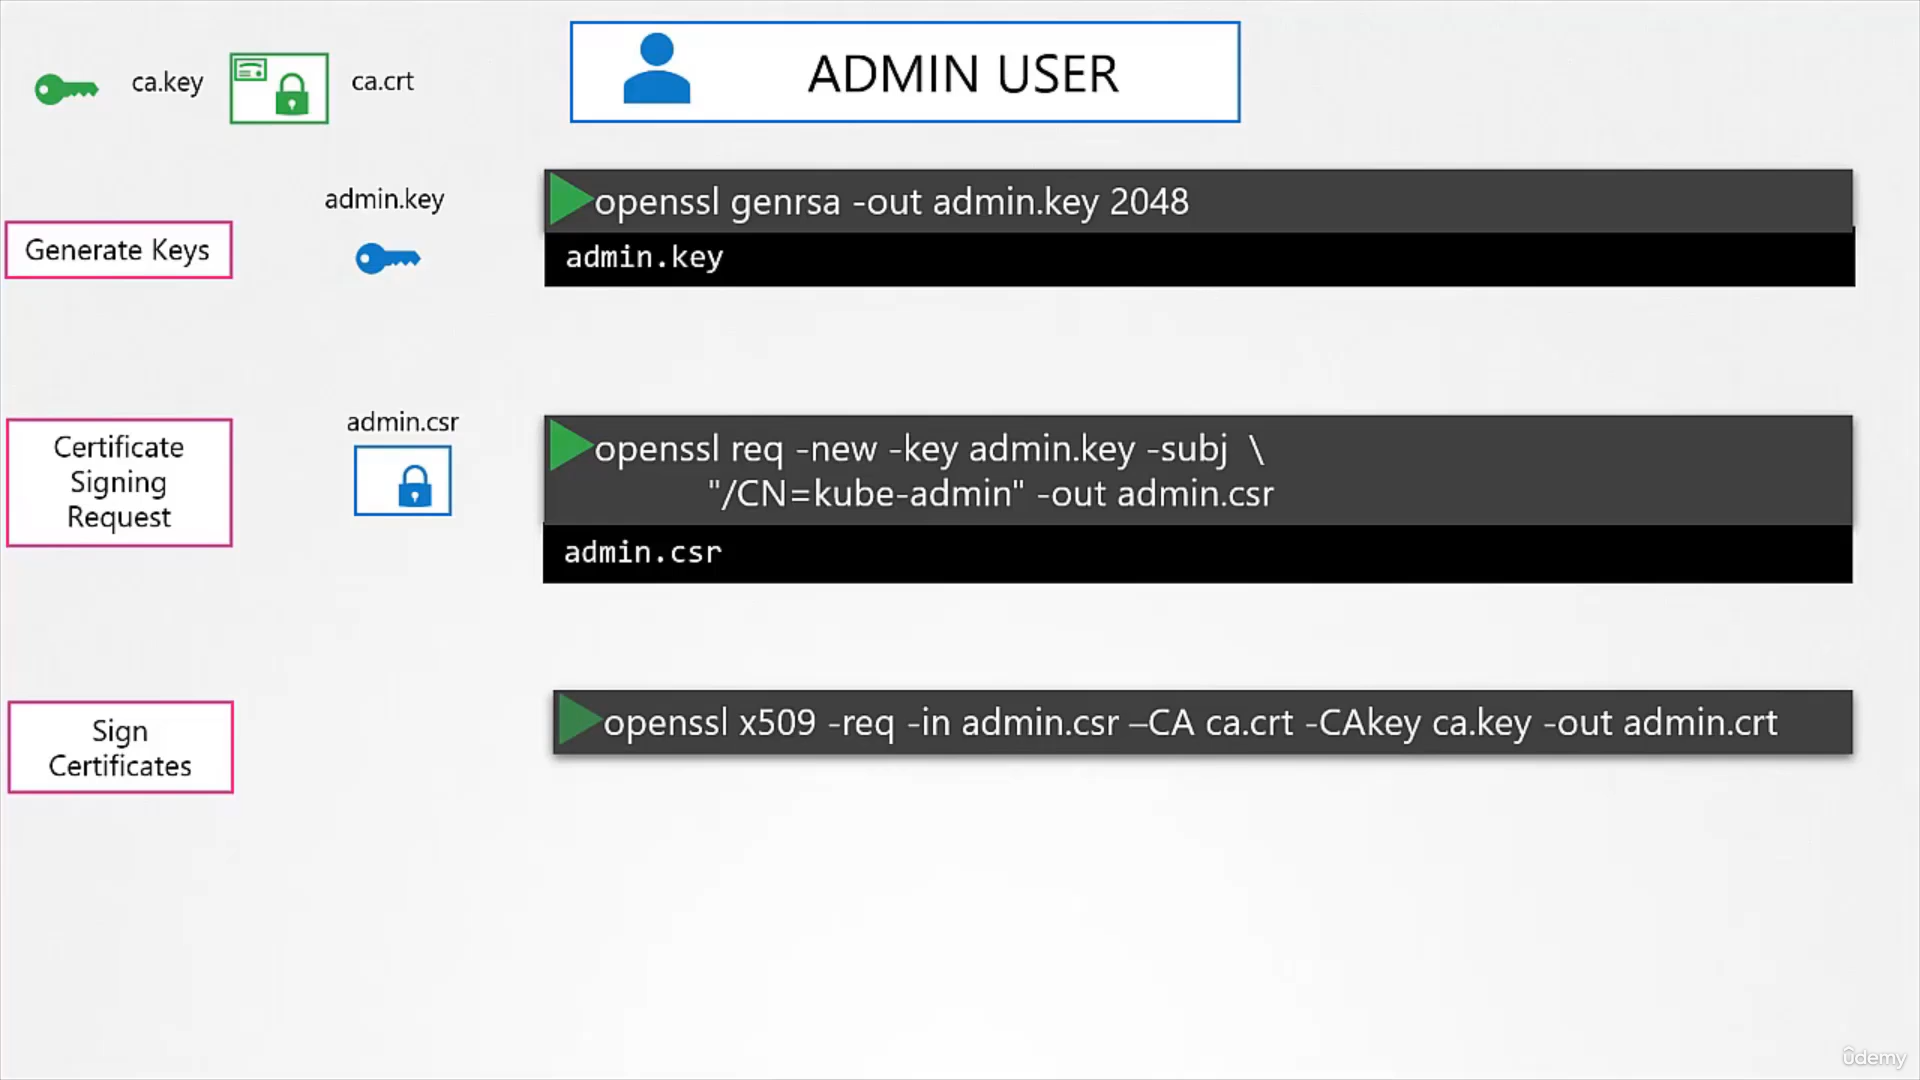 ca.key
ca.crt
ADMIN USER
admin.key
Generate Keys
openssl genrsa -out admin.key 2048
admin.key
Certificate
Signing
Request
admin.csr
openssl req -new -key admin.key -subj \
"/CN=kube-admin" -out admin.csr
admin.csr
Sign
Certificates
openssl x509 -req -in admin.csr –CA ca.crt -CAkey ca.key -out admin.crt
ûdemy